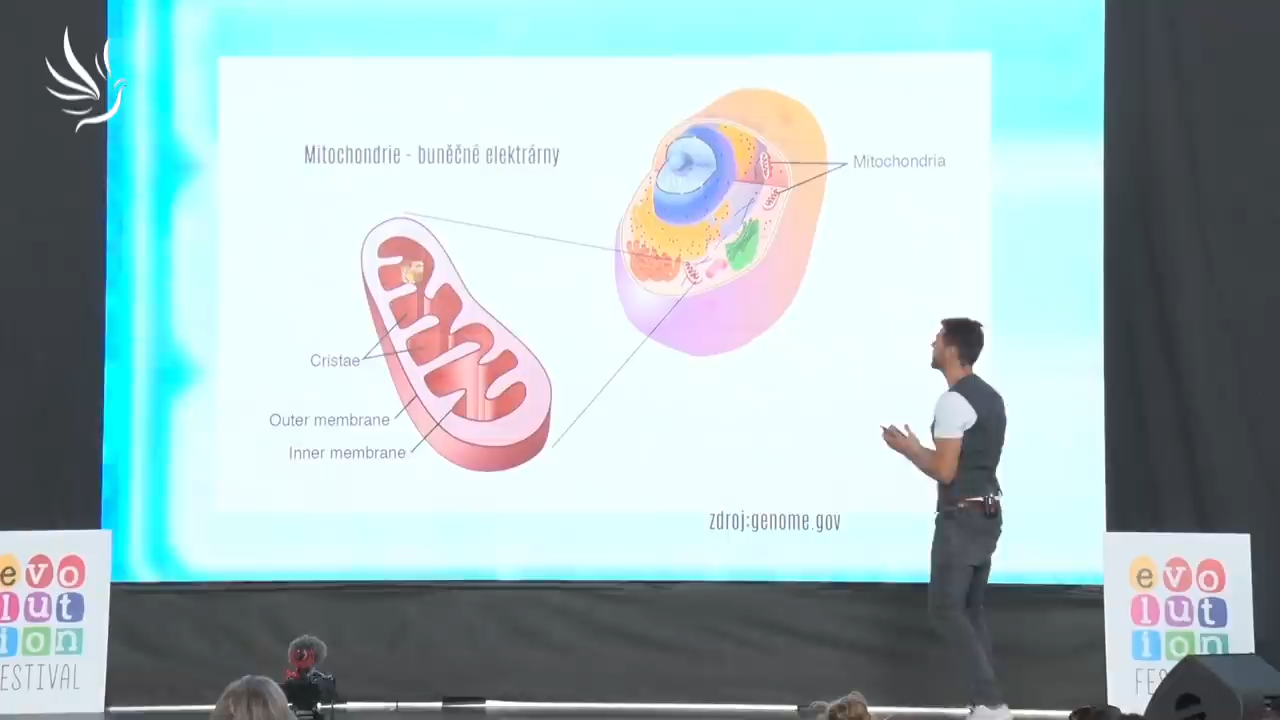 Mitochondrie - buněčné elektrárny
Mitochondria
Cristae
Outer membrane
Inner membrane
zdroj:genome.gov
evo
lut
ion
FESTIVAL
evo
lut
ion